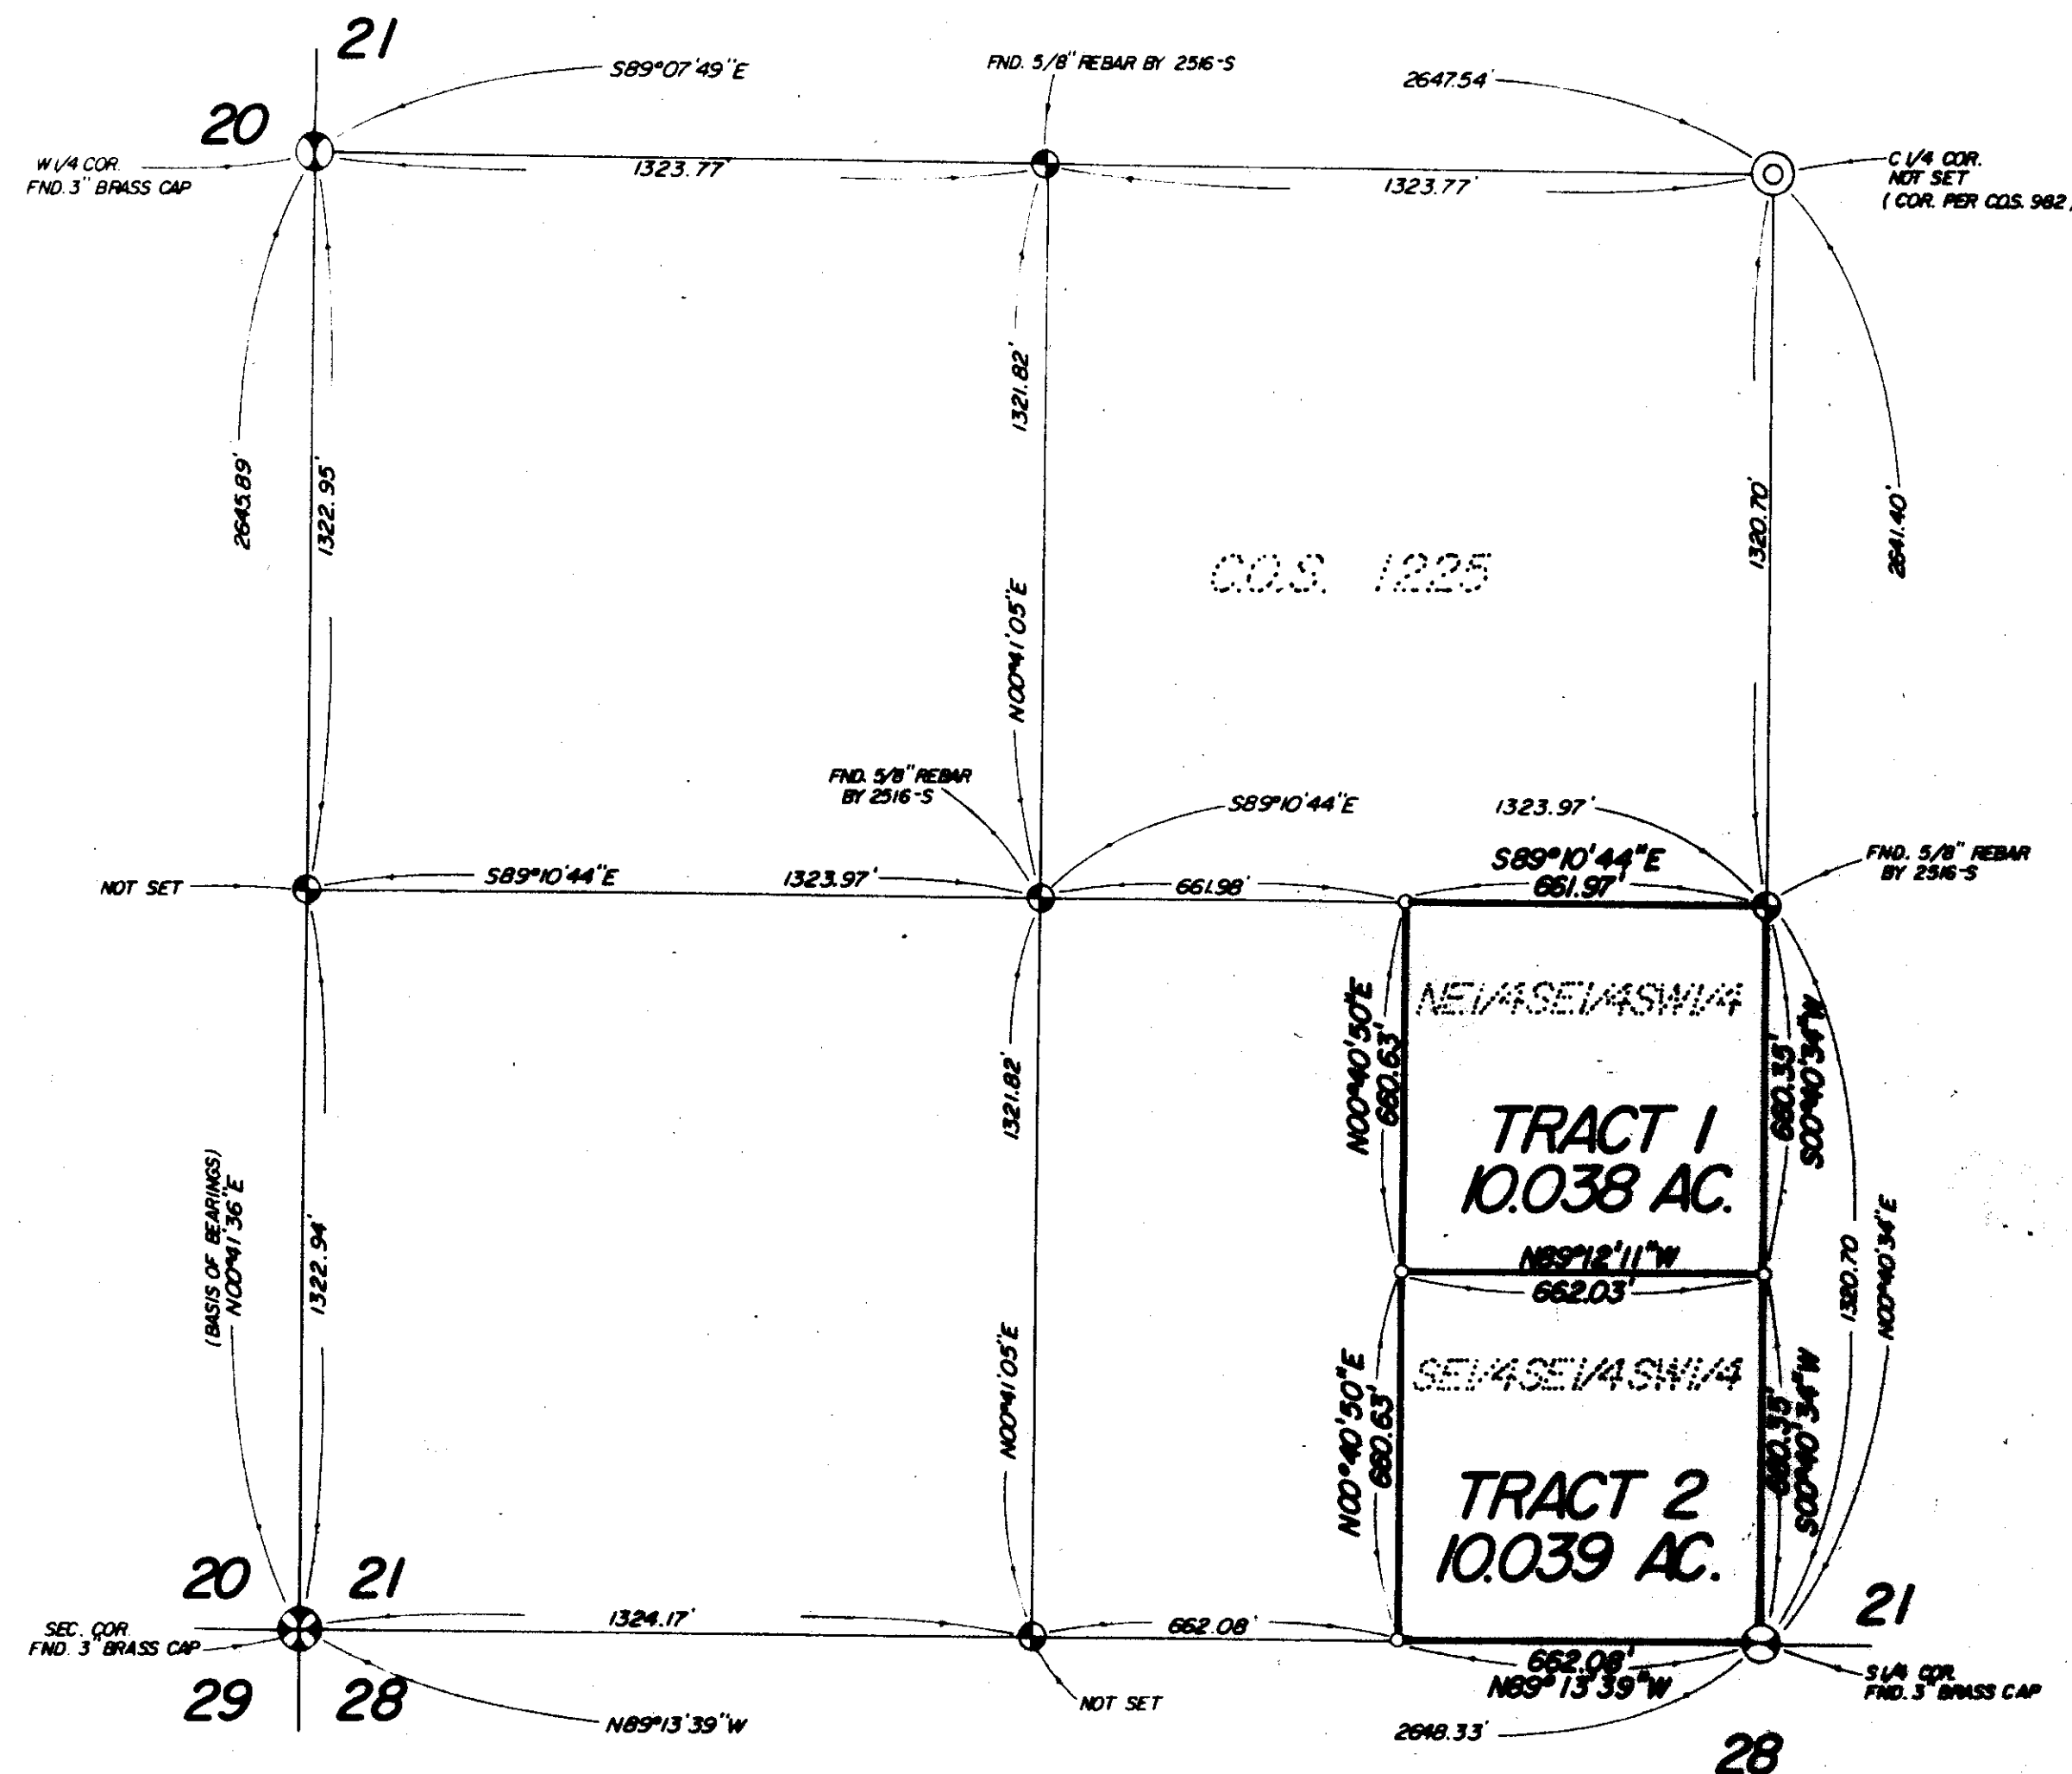 21
S89°07'49"E
FND. 5/8" REBAR BY 2516-S
2647.54'
20
W 1/4 COR.
FND. 3" BRASS CAP
1323.77'
1323.77'
C 1/4 COR.
NOT SET
( COR. PER C.O.S. 982 )
2645.89'
1322.95'
1321.82'
1320.70'
2641.40'
C.O.S. 1225
N00°41'05"E
FND. 5/8" REBAR
BY 2516-S
S89°10'44"E
1323.97'
S89°10'44"E
661.97'
FND. 5/8" REBAR
BY 2516-S
NOT SET
S89°10'44"E
1323.97'
661.98'
NE1/4SE1/4SW1/4
N00°40'50"E
660.63'
660.35'
S00°40'34"W
1321.82'
TRACT 1
10.038 AC.
(BASIS OF BEARINGS)
N00°41'36"E
1322.94'
N89°12'11"W
662.03'
1320.70
N00°40'34"E
N00°41'05"E
SE1/4SE1/4SW1/4
N00°40'50"E
660.63'
660.35'
S00°40'34"W
TRACT 2
10.039 AC.
20
21
1324.17'
662.08'
21
SEC. COR.
FND. 3" BRASS CAP
662.08'
N89°13'39"W
S 1/4 COR.
FND. 3" BRASS CAP
29
28
N89°13'39"W
NOT SET
2648.33'
28